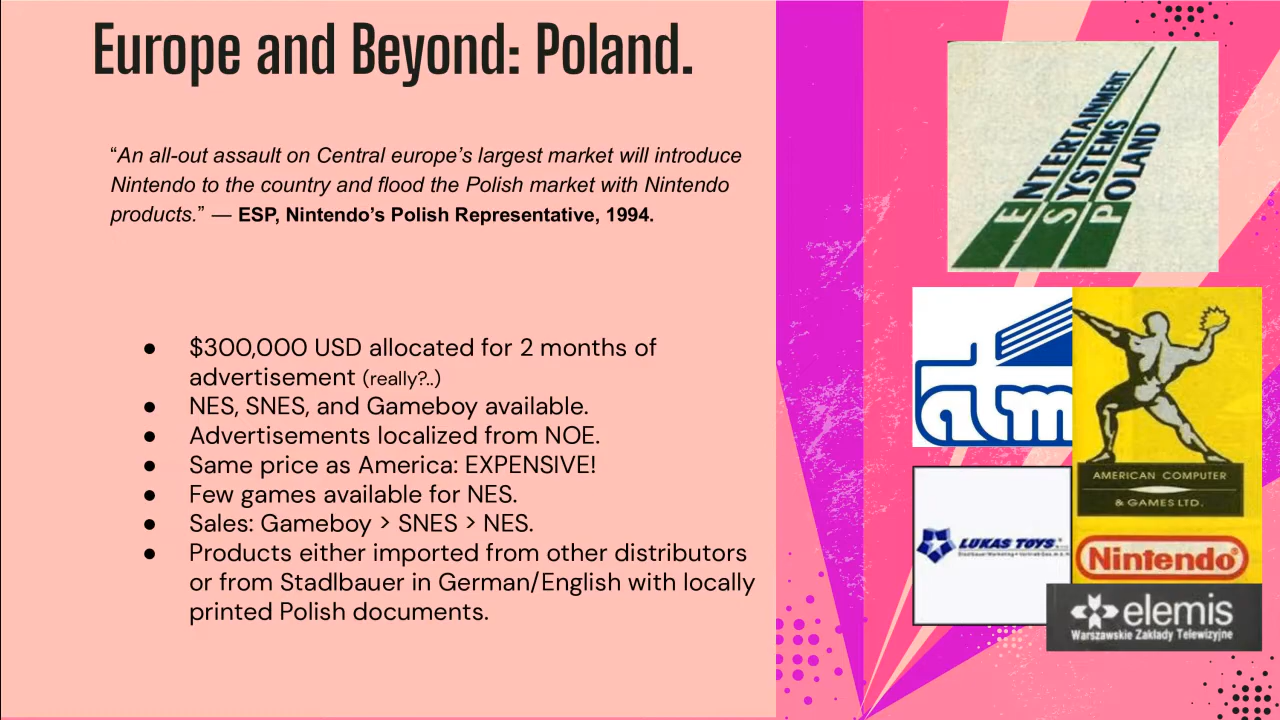 Europe and Beyond: Poland.
“An all-out assault on Central europe’s largest market will introduce
Nintendo to the country and flood the Polish market with Nintendo
products.” — ESP, Nintendo’s Polish Representative, 1994.
● $300,000 USD allocated for 2 months of
advertisement (really?..)
● NES, SNES, and Gameboy available.
● Advertisements localized from NOE.
● Same price as America: EXPENSIVE!
● Few games available for NES.
● Sales: Gameboy > SNES > NES.
● Products either imported from other distributors
or from Stadlbauer in German/English with locally
printed Polish documents.
ENTERTAINMENT
SYSTEMS
POLAND
atm
AMERICAN COMPUTER
& GAMES LTD.
LUKAS TOYS
Stadlbauer Marketing + Vertrieb Ges.m.b.H
Nintendo®
elemis
Warszawskie Zakłady Telewizyjne